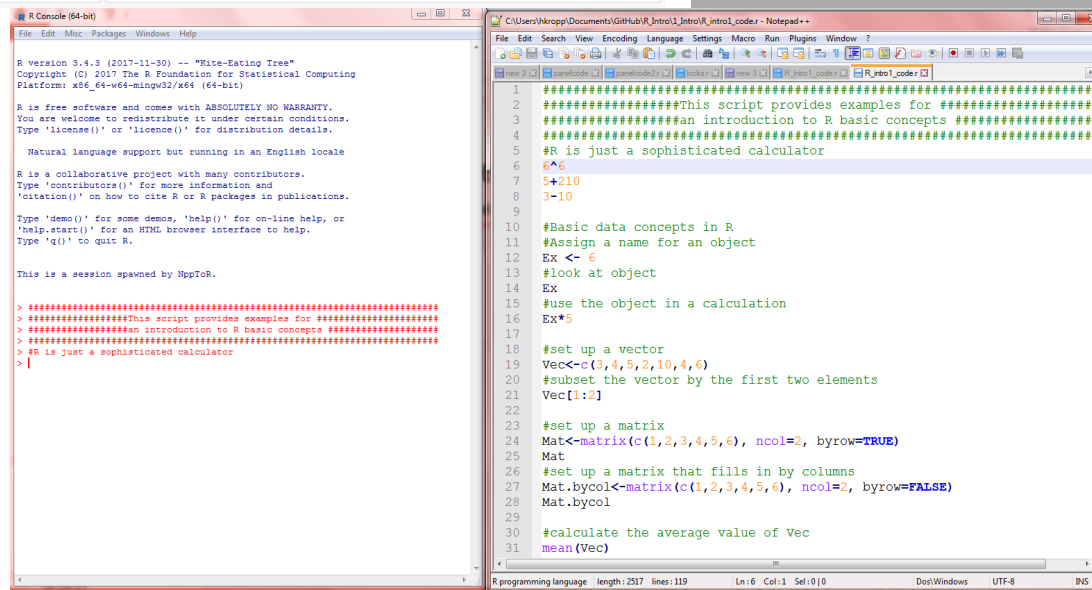 R Console (64-bit)
File Edit Misc Packages Windows Help
R version 3.4.3 (2017-11-30) -- "Kite-Eating Tree"
Copyright (C) 2017 The R Foundation for Statistical Computing
Platform: x86_64-w64-mingw32/x64 (64-bit)
R is free software and comes with ABSOLUTELY NO WARRANTY.
You are welcome to redistribute it under certain conditions.
Type 'license()' or 'licence()' for distribution details.
Natural language support but running in an English locale
R is a collaborative project with many contributors.
Type 'contributors()' for more information and
'citation()' on how to cite R or R packages in publications.
Type 'demo()' for some demos, 'help()' for on-line help, or
'help.start()' for an HTML browser interface to help.
Type 'q()' to quit R.
This is a session spawned by NppToR.
> ##########################################################################
> ##################This script provides examples for ######################
> ##################an introduction to R basic concepts ####################
> ##########################################################################
> #R is just a sophisticated calculator
>
C:\Users\hkropp\Documents\GitHub\R_Intro\1_Intro\R_intro1_code.r - Notepad++
File Edit Search View Encoding Language Settings Macro Run Plugins Window ?
new 2 panelcode panelcode2.r kicks.r new 3 R_intro1_code.r R_intro1_code.r
1 #########################################################################
2 ##################This script provides examples for ####################
3 ##################an introduction to R basic concepts ##################
4 #########################################################################
5 #R is just a sophisticated calculator
6 6^6
7 5+210
8 3-10
9
10 #Basic data concepts in R
11 #Assign a name for an object
12 Ex <- 6
13 #look at object
14 Ex
15 #use the object in a calculation
16 Ex*5
17
18 #set up a vector
19 Vec<-c(3,4,5,2,10,4,6)
20 #subset the vector by the first two elements
21 Vec[1:2]
22
23 #set up a matrix
24 Mat<-matrix(c(1,2,3,4,5,6), ncol=2, byrow=TRUE)
25 Mat
26 #set up a matrix that fills in by columns
27 Mat.bycol<-matrix(c(1,2,3,4,5,6), ncol=2, byrow=FALSE)
28 Mat.bycol
29
30 #calculate the average value of Vec
31 mean(Vec)
R programming language length : 2517 lines : 119 Ln : 6 Col : 1 Sel : 0 | 0 Dos\Windows UTF-8 INS